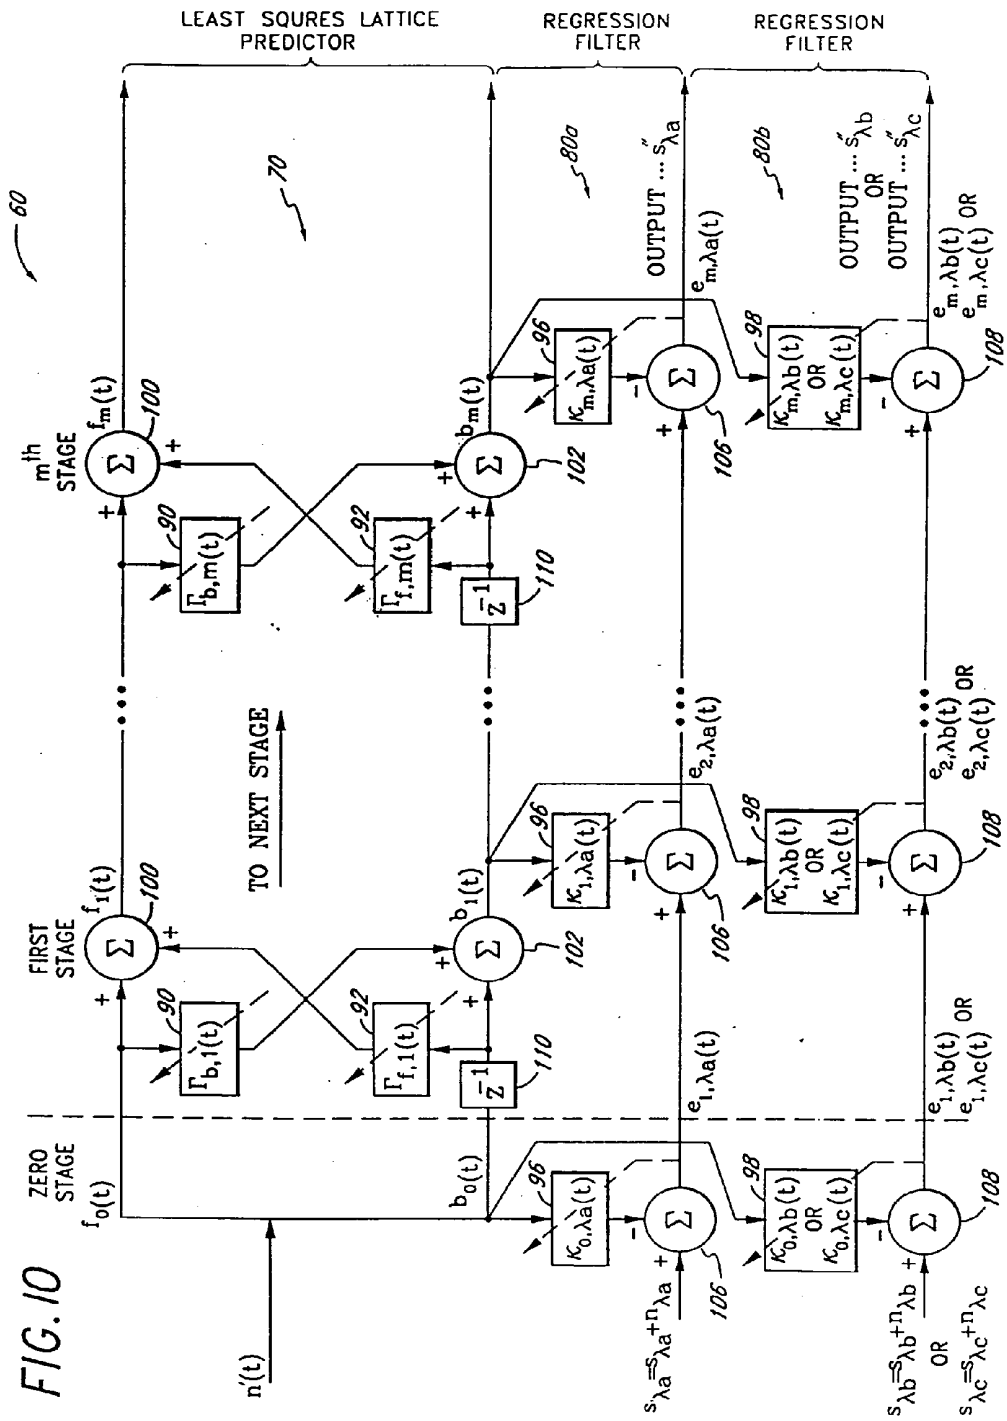 FIG. 10
60
LEAST SQURES LATTICE
PREDICTOR
REGRESSION
FILTER
REGRESSION
FILTER
70
80a
80b
ZERO
STAGE
FIRST
STAGE
mth
STAGE
n'(t)
f0(t)
b0(t)
TO NEXT STAGE
90
Γb,1(t)
92
Γf,1(t)
z-1
110
+
+
Σ
100
f1(t)
+
+
Σ
102
b1(t)
•••
•••
90
Γb,m(t)
92
Γf,m(t)
z-1
110
+
+
Σ
100
fm(t)
+
+
Σ
102
bm(t)
96
κ0,λa(t)
−
+
Σ
106
sλa=sλa+nλa
e1,λa(t)
96
κ1,λa(t)
−
+
Σ
106
e2,λa(t)
•••
96
κm,λa(t)
−
+
Σ
106
em,λa(t)
OUTPUT ... s″λa
98
κ0,λb(t)
OR
κ0,λc(t)
−
+
Σ
108
sλb=sλb+nλb
OR
sλc=sλc+nλc
e1,λb(t) OR
e1,λc(t)
98
κ1,λb(t)
OR
κ1,λc(t)
−
+
Σ
108
e2,λb(t) OR
e2,λc(t)
•••
98
κm,λb(t)
OR
κm,λc(t)
−
+
Σ
108
em,λb(t) OR
em,λc(t)
OUTPUT ... s″λb
OR
OUTPUT ... s″λc